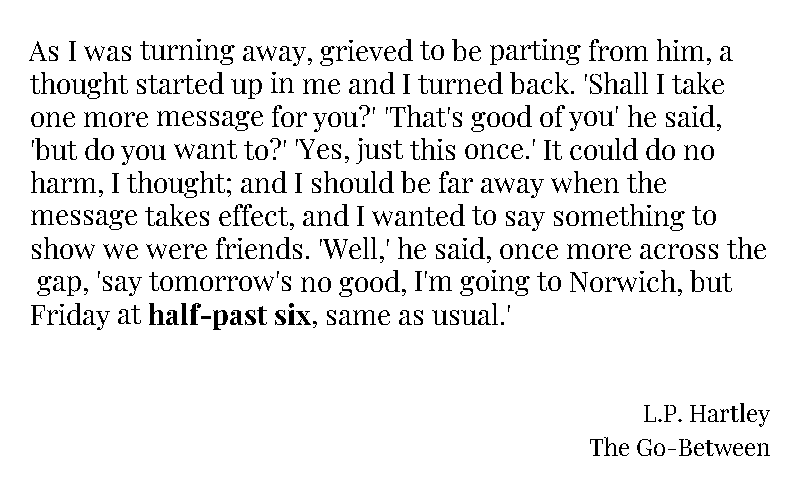 As I was turning away, grieved to be parting from him, a
thought started up in me and I turned back. 'Shall I take
one more message for you?' 'That's good of you' he said,
'but do you want to?' 'Yes, just this once.' It could do no
harm, I thought; and I should be far away when the
message takes effect, and I wanted to say something to
show we were friends. 'Well,' he said, once more across the
gap, 'say tomorrow's no good, I'm going to Norwich, but
Friday at half-past six, same as usual.'
L.P. Hartley
The Go-Between